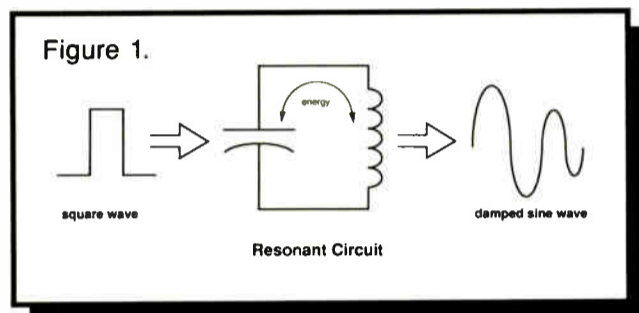 Figure 1.
energy
square wave
damped sine wave
Resonant Circuit